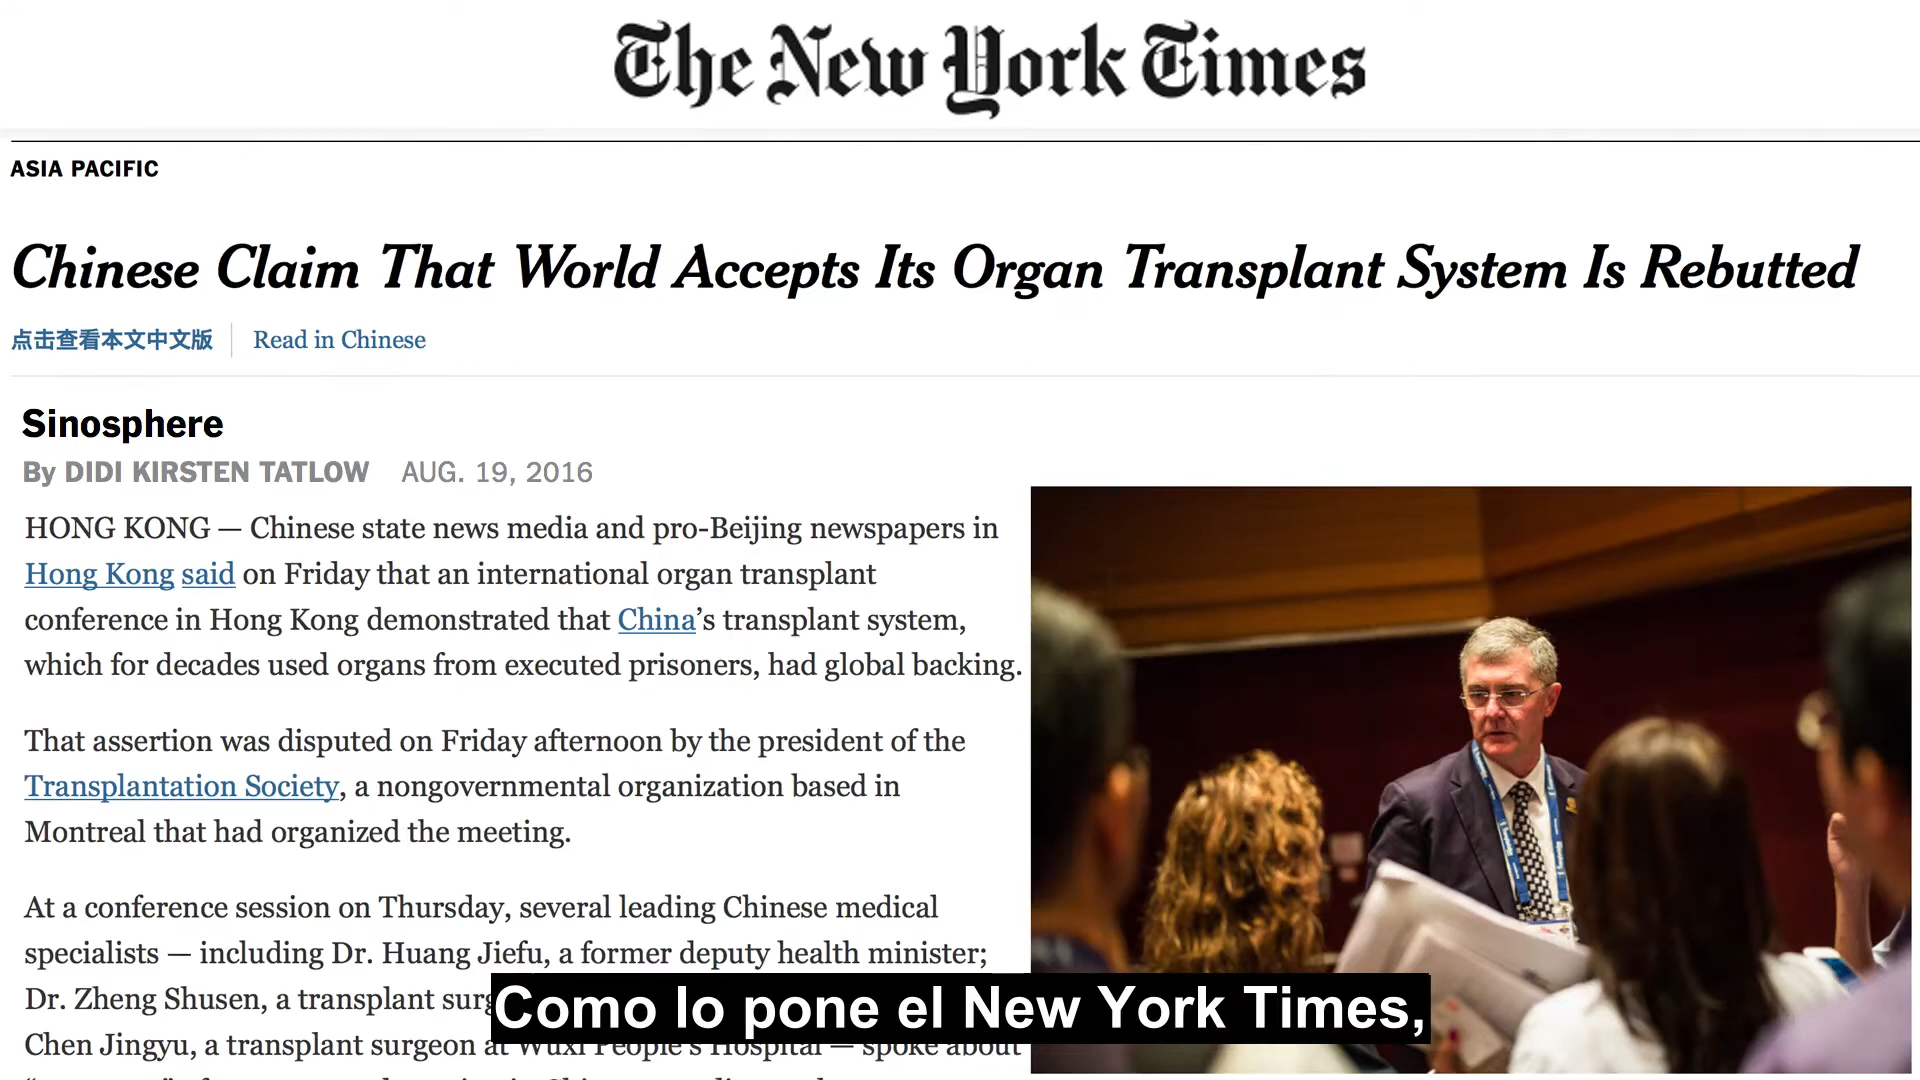 The New York Times
ASIA PACIFIC
Chinese Claim That World Accepts Its Organ Transplant System Is Rebutted
点击查看本文中文版 Read in Chinese
Sinosphere
By DIDI KIRSTEN TATLOW AUG. 19, 2016
HONG KONG — Chinese state news media and pro-Beijing newspapers in
Hong Kong said on Friday that an international organ transplant
conference in Hong Kong demonstrated that China’s transplant system,
which for decades used organs from executed prisoners, had global backing.
That assertion was disputed on Friday afternoon by the president of the
Transplantation Society, a nongovernmental organization based in
Montreal that had organized the meeting.
At a conference session on Thursday, several leading Chinese medical
specialists — including Dr. Huang Jiefu, a former deputy health minister;
Dr. Zheng Shusen, a transplant
Chen Jingyu, a transplant surgeon at Wuxi People’s Hospital — spoke about
Como lo pone el New York Times,